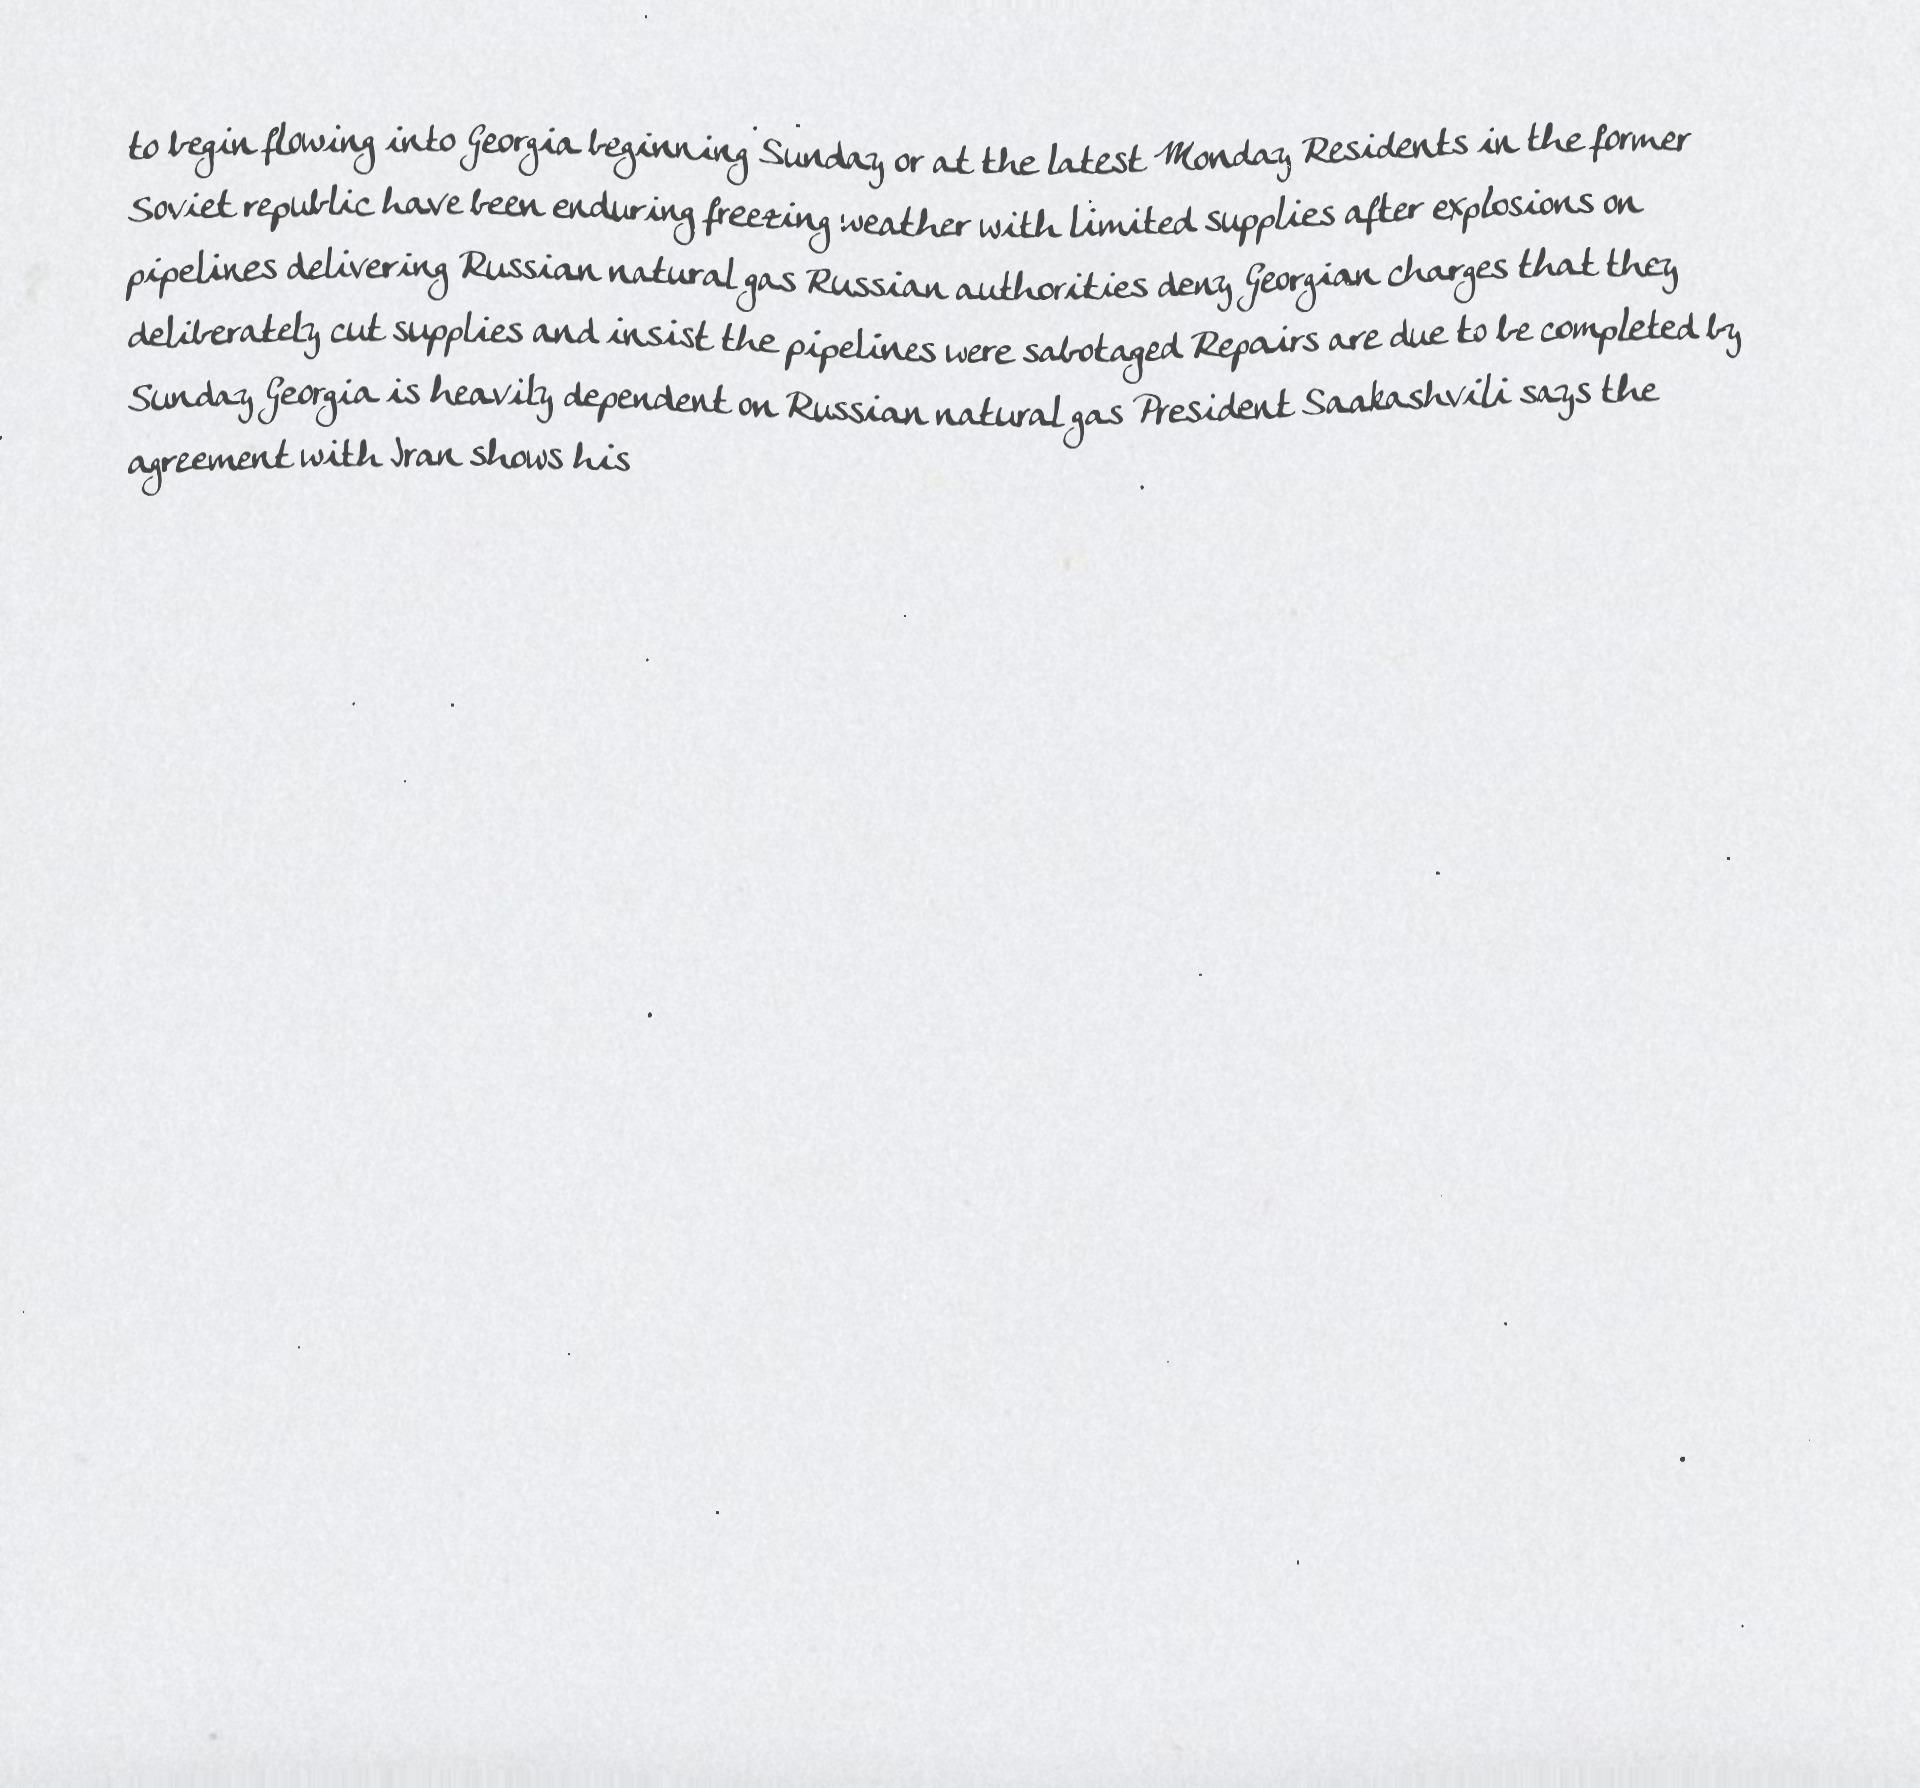 to begin flowing into Georgia beginning Sunday or at the latest Monday Residents in the former
Soviet republic have been enduring freezing weather with limited supplies after explosions on
pipelines delivering Russian natural gas Russian authorities deny Georgian charges that they
deliberately cut supplies and insist the pipelines were sabotaged Repairs are due to be completed by
Sunday Georgia is heavily dependent on Russian natural gas President Saakashvili says the
agreement with Iran shows his